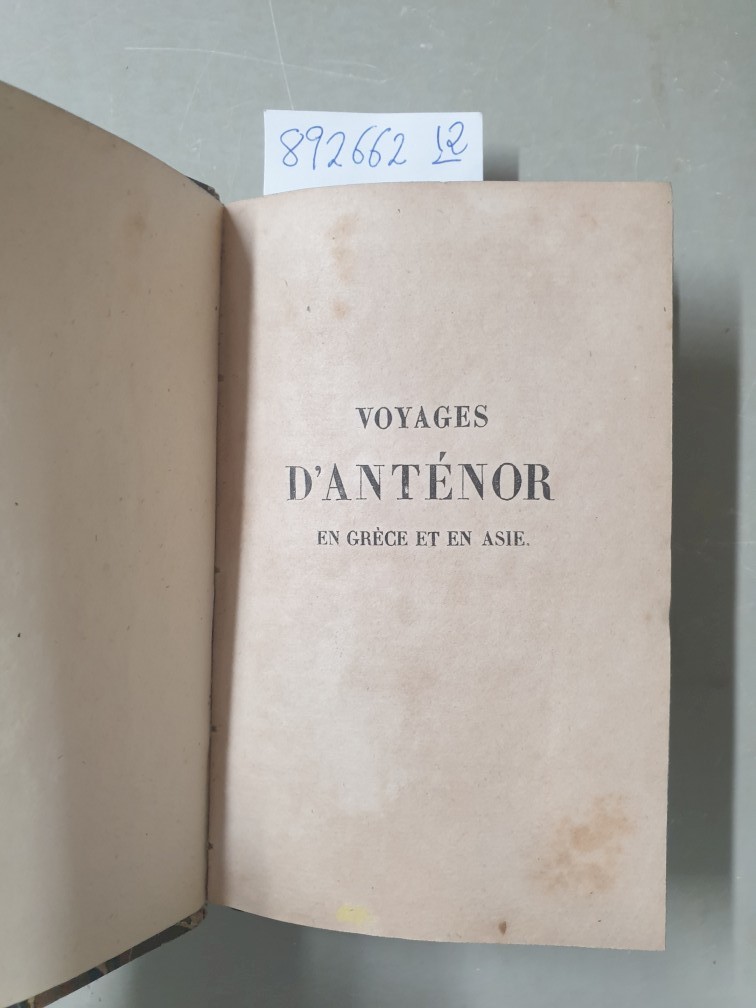 892662 12
VOYAGES
D'ANTÉNOR
EN GRÈCE ET EN ASIE.